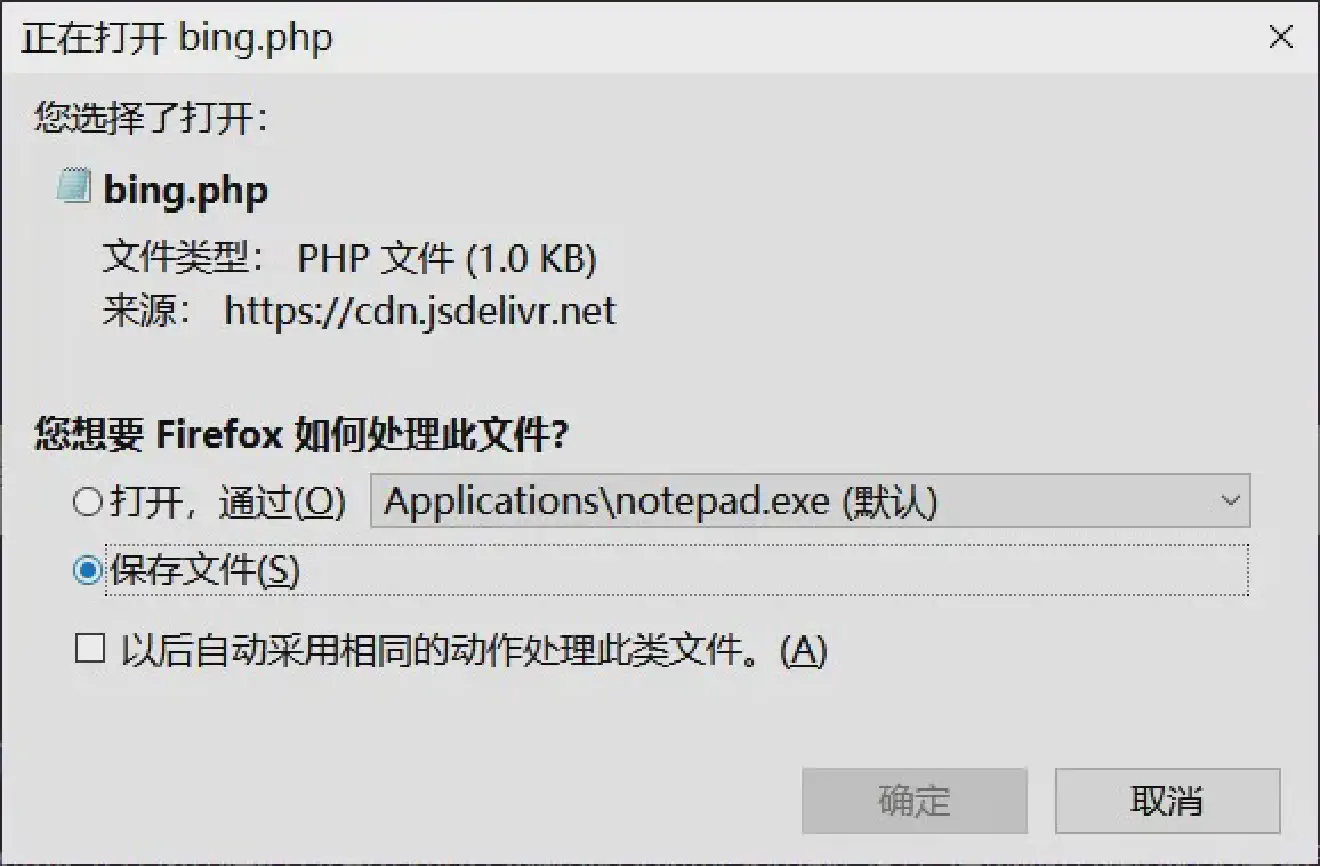 正在打开 bing.php
您选择了打开：
bing.php
文件类型： PHP 文件 (1.0 KB)
来源： https://cdn.jsdelivr.net
您想要 Firefox 如何处理此文件?
打开，通过(O) Applications\notepad.exe (默认)
保存文件(S)
以后自动采用相同的动作处理此类文件。(A)
确定 取消